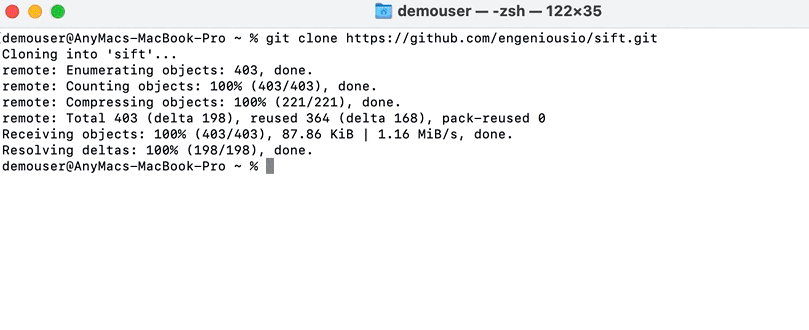 demouser — -zsh — 122×35
demouser@AnyMacs-MacBook-Pro ~ % git clone https://github.com/engeniousio/sift.git
Cloning into 'sift'...
remote: Enumerating objects: 403, done.
remote: Counting objects: 100% (403/403), done.
remote: Compressing objects: 100% (221/221), done.
remote: Total 403 (delta 198), reused 364 (delta 168), pack-reused 0
Receiving objects: 100% (403/403), 87.86 KiB | 1.16 MiB/s, done.
Resolving deltas: 100% (198/198), done.
demouser@AnyMacs-MacBook-Pro ~ %